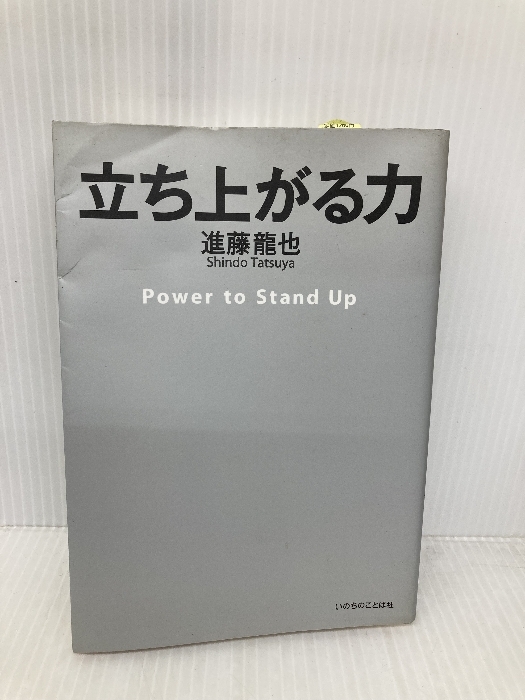 立ち上がる力
進藤龍也
Shindo Tatsuya
Power to Stand Up
いのちのことば社